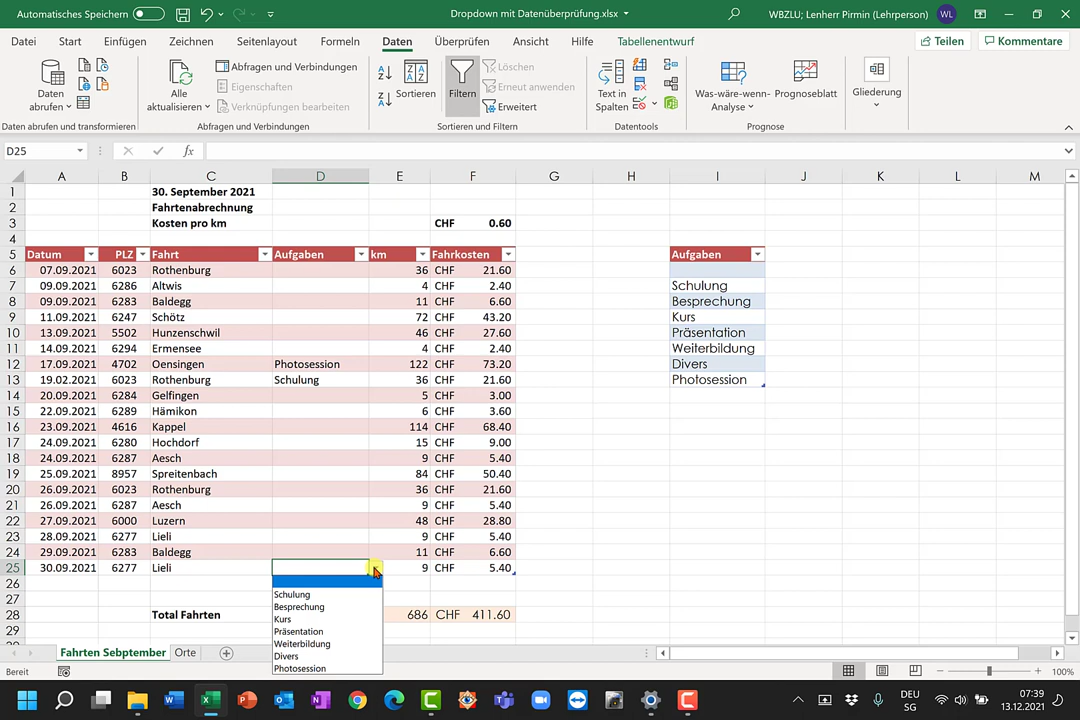 Automatisches Speichern
Dropdown mit Datenüberprüfung.xlsx
WBZLU; Lenherr Pirmin (Lehrperson) WL
Datei Start Einfügen Zeichnen Seitenlayout Formeln Daten Überprüfen Ansicht Hilfe Tabellenentwurf Teilen Kommentare
Daten abrufen
Alle aktualisieren
Abfragen und Verbindungen
Eigenschaften
Verknüpfungen bearbeiten
Sortieren
Filtern
Löschen
Erneut anwenden
Erweitert
Text in Spalten
Was-wäre-wenn-Analyse
Prognoseblatt
Gliederung
Daten abrufen und transformieren Abfragen und Verbindungen Sortieren und Filtern Datentools Prognose
D25 fx
A B C D E F G H I J K L M
1 30. September 2021
2 Fahrtenabrechnung
3 Kosten pro km CHF 0.60
4
5 Datum PLZ Fahrt Aufgaben km Fahrkosten Aufgaben
6 07.09.2021 6023 Rothenburg 36 CHF 21.60
7 09.09.2021 6286 Altwis 4 CHF 2.40 Schulung
8 09.09.2021 6283 Baldegg 11 CHF 6.60 Besprechung
9 11.09.2021 6247 Schötz 72 CHF 43.20 Kurs
10 13.09.2021 5502 Hunzenschwil 46 CHF 27.60 Präsentation
11 14.09.2021 6294 Ermensee 4 CHF 2.40 Weiterbildung
12 17.09.2021 4702 Oensingen Photosession 122 CHF 73.20 Divers
13 19.02.2021 6023 Rothenburg Schulung 36 CHF 21.60 Photosession
14 20.09.2021 6284 Gelfingen 5 CHF 3.00
15 22.09.2021 6289 Hämikon 6 CHF 3.60
16 23.09.2021 4616 Kappel 114 CHF 68.40
17 24.09.2021 6280 Hochdorf 15 CHF 9.00
18 24.09.2021 6287 Aesch 9 CHF 5.40
19 25.09.2021 8957 Spreitenbach 84 CHF 50.40
20 26.09.2021 6023 Rothenburg 36 CHF 21.60
21 26.09.2021 6287 Aesch 9 CHF 5.40
22 27.09.2021 6000 Luzern 48 CHF 28.80
23 28.09.2021 6277 Lieli 9 CHF 5.40
24 29.09.2021 6283 Baldegg 11 CHF 6.60
25 30.09.2021 6277 Lieli 9 CHF 5.40
26
Schulung
27
Besprechung
28 Total Fahrten 686 CHF 411.60
Kurs
29
Präsentation
Weiterbildung
Divers
Photosession
Fahrten Sebptember Orte
Bereit
100%
DEU 07:39
SG 13.12.2021